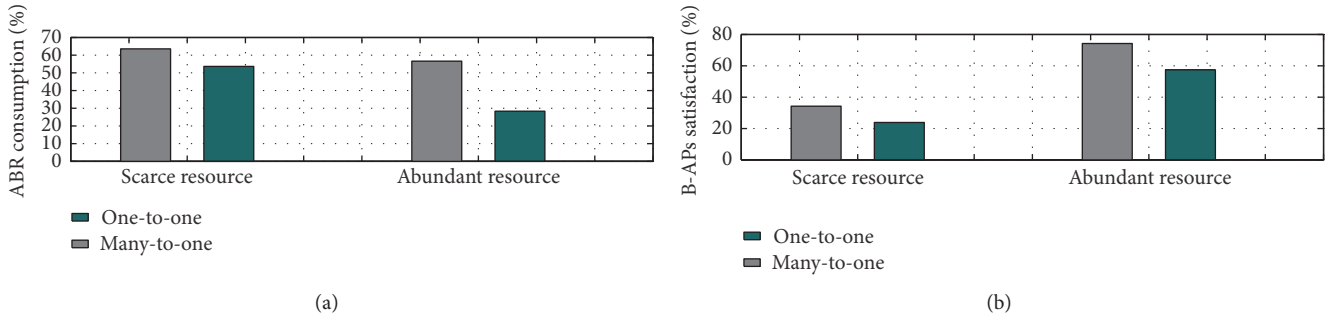 ABR consumption (%)
70
60
50
40
30
20
10
0
Scarce resource
Abundant resource
One-to-one
Many-to-one
(a)
B-APs satisfaction (%)
80
60
40
20
0
Scarce resource
Abundant resource
One-to-one
Many-to-one
(b)